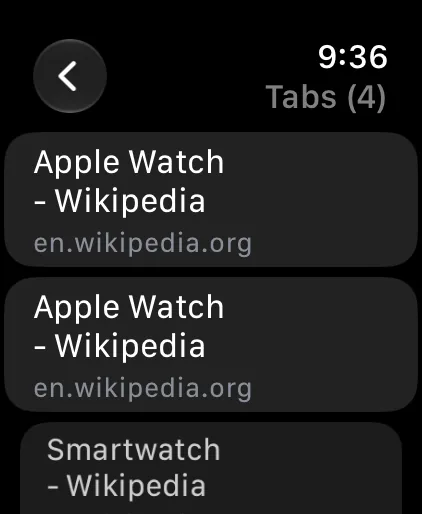 9:36
Tabs (4)
Apple Watch
- Wikipedia
en.wikipedia.org
Apple Watch
- Wikipedia
en.wikipedia.org
Smartwatch
- Wikipedia